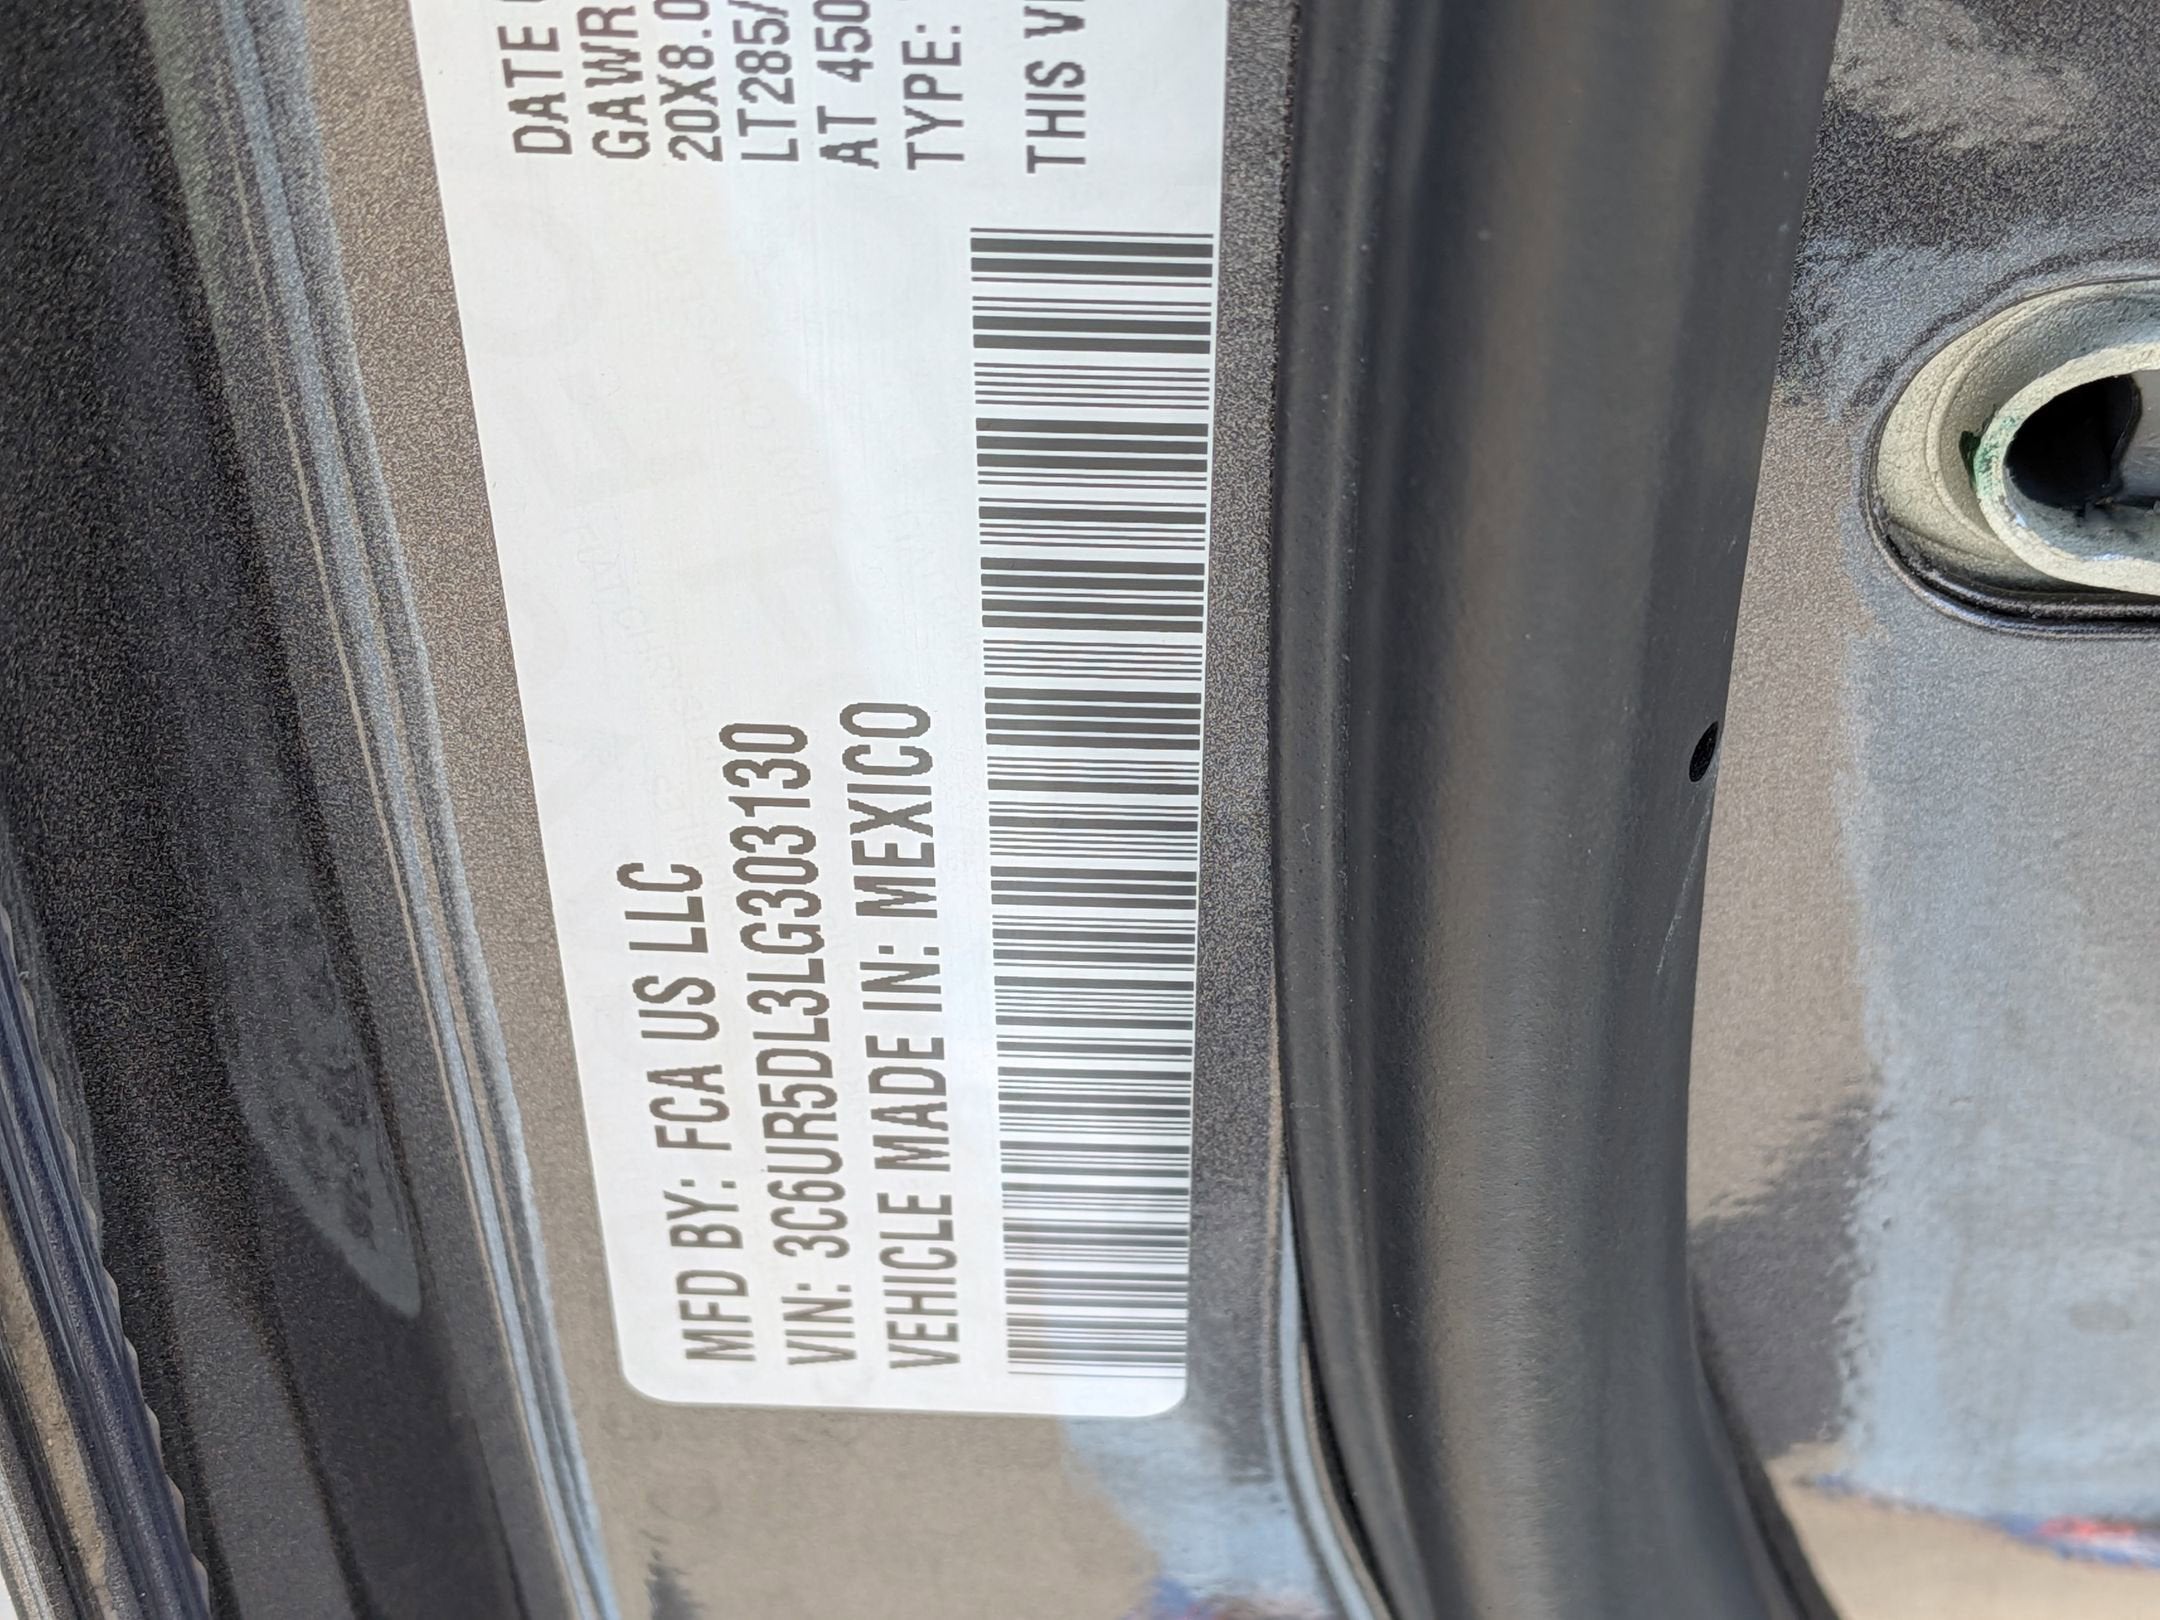 MFD BY: FCA US LLC
VIN: 3C6UR5DL3LG303130
VEHICLE MADE IN: MEXICO
DATE
GAWR
20X8.0
LT285/
AT 450
TYPE:
THIS